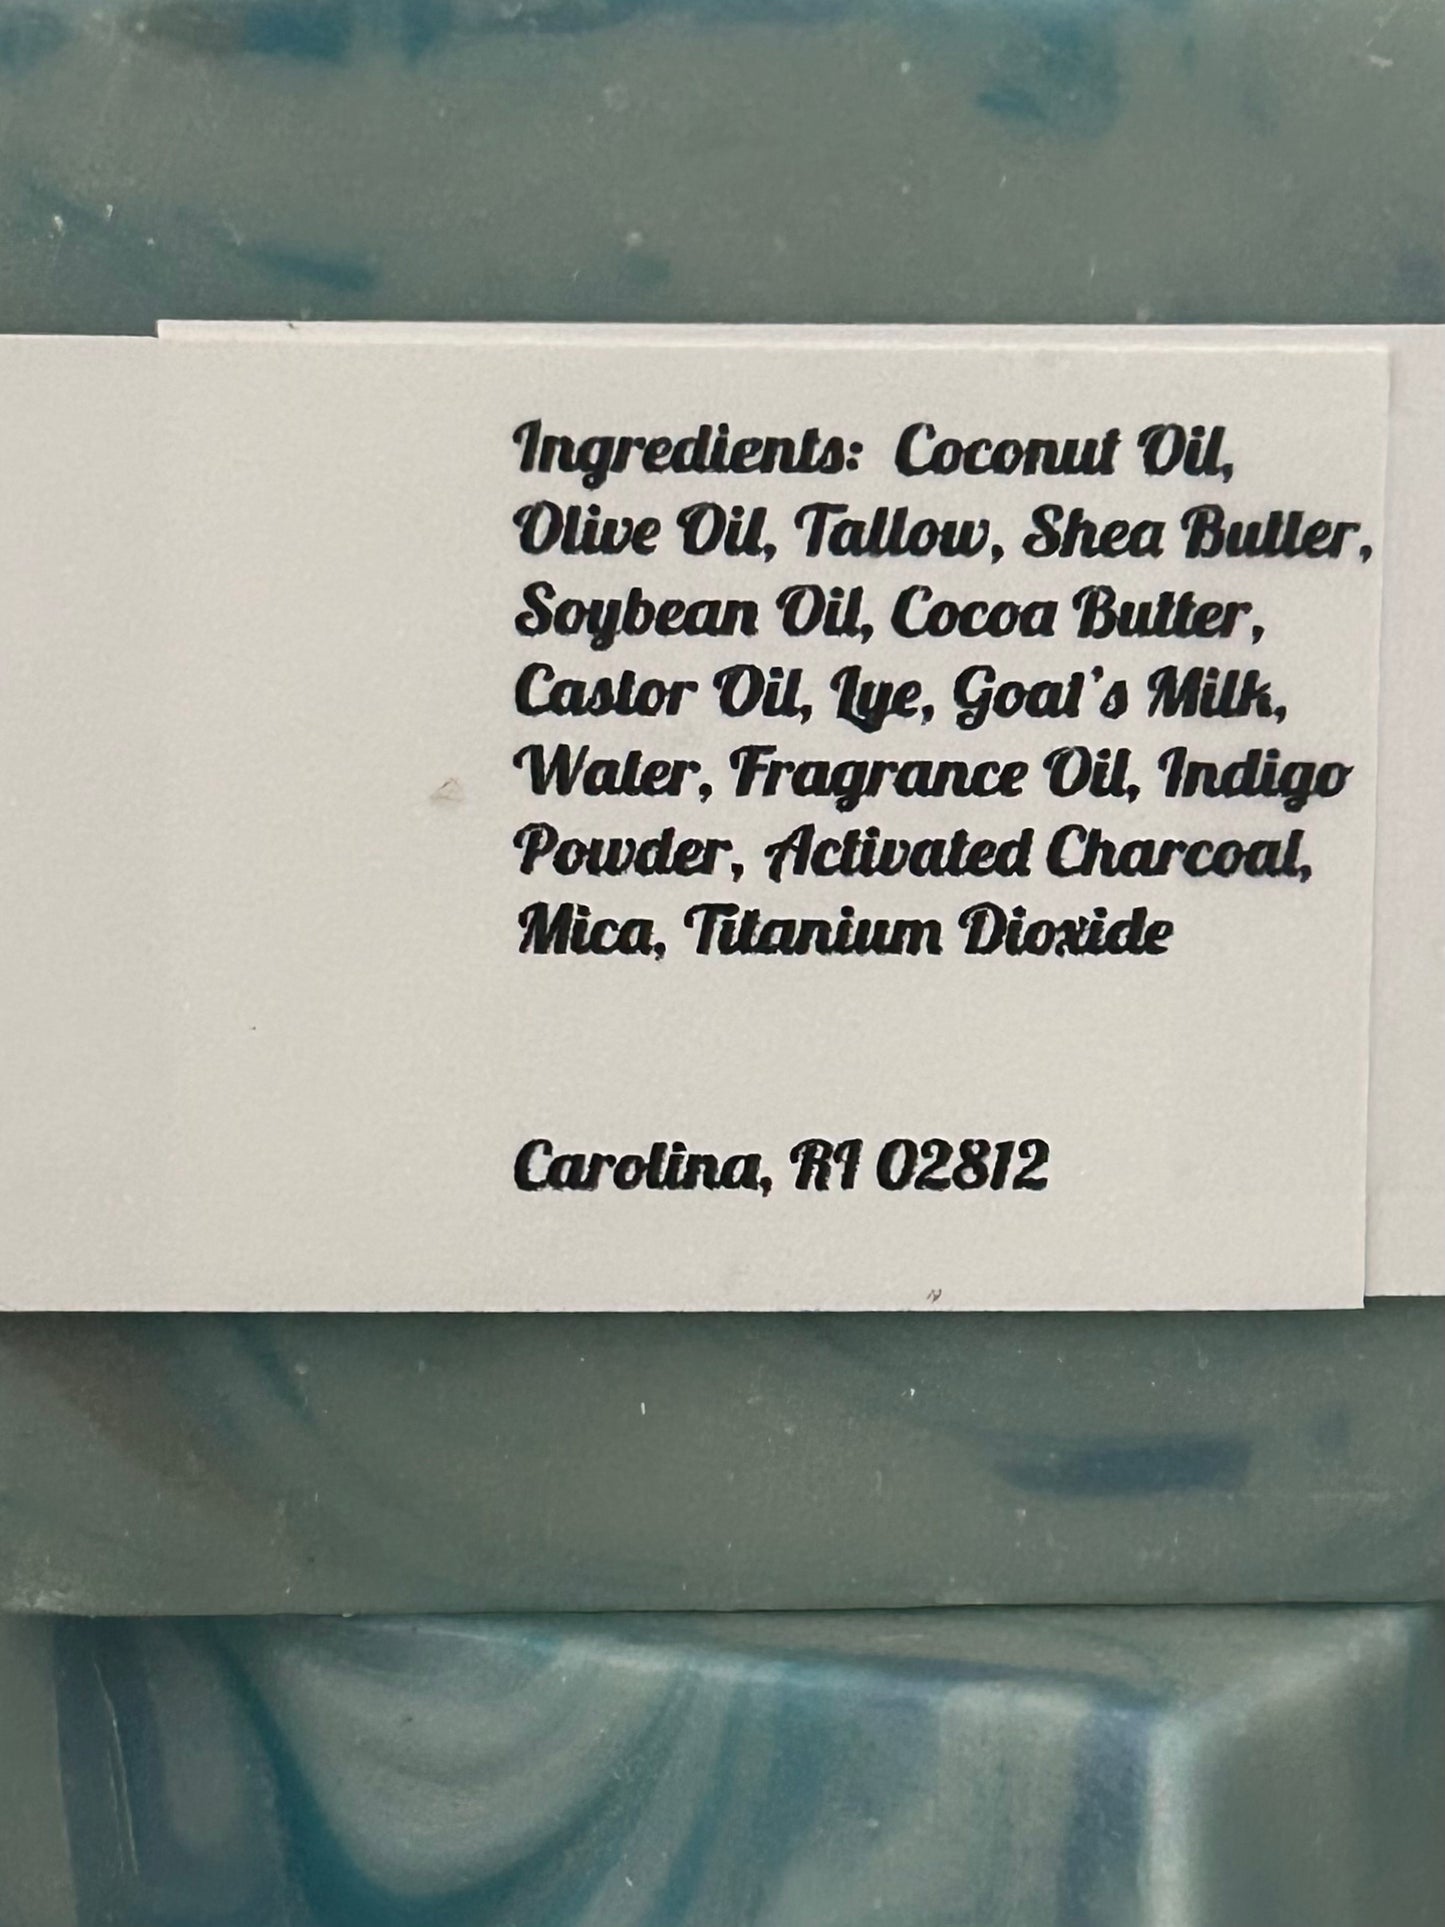 Ingredients: Coconut Oil,
Olive Oil, Tallow, Shea Butter,
Soybean Oil, Cocoa Butter,
Castor Oil, Lye, Goat's Milk,
Water, Fragrance Oil, Indigo
Powder, Activated Charcoal,
Mica, Titanium Dioxide
Carolina, RI 02812